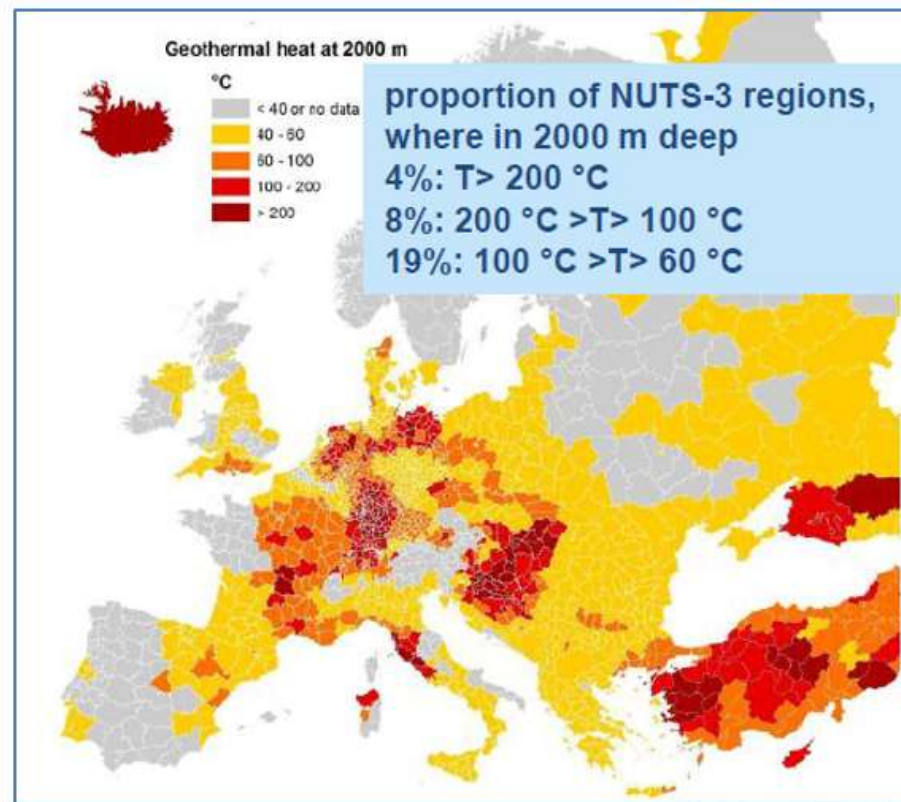 Geothermal heat at 2000 m
°C
< 40 or no data
40 - 60
60 - 100
100 - 200
> 200
proportion of NUTS-3 regions,
where in 2000 m deep
4%: T> 200 °C
8%: 200 °C >T> 100 °C
19%: 100 °C >T> 60 °C